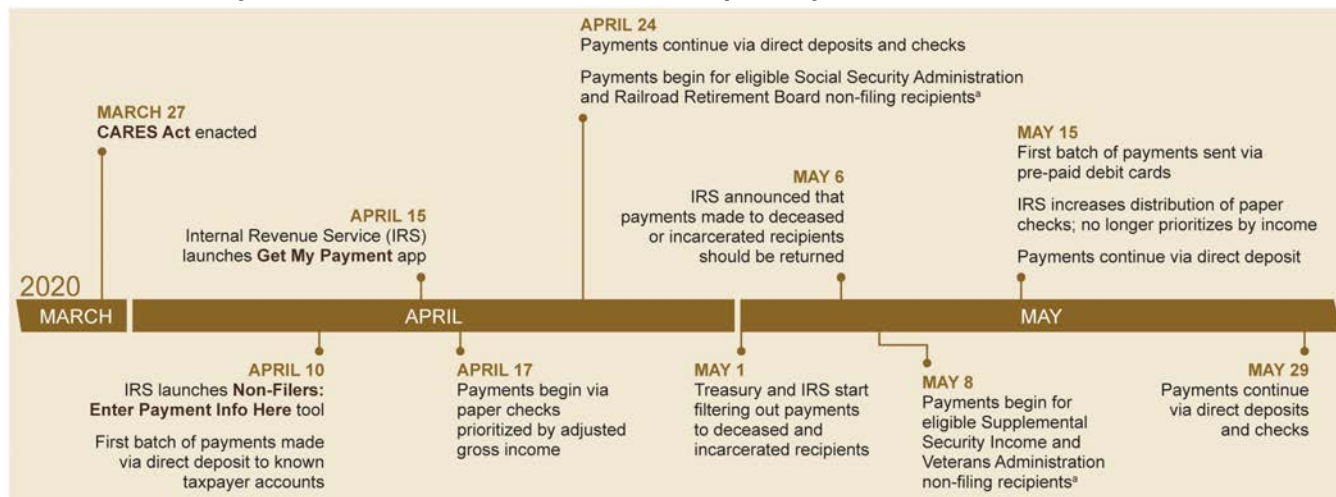 APRIL 24
Payments continue via direct deposits and checks
Payments begin for eligible Social Security Administration
and Railroad Retirement Board non-filing recipientsᵃ
MARCH 27
CARES Act enacted
APRIL 15
Internal Revenue Service (IRS)
launches Get My Payment app
MAY 6
IRS announced that
payments made to deceased
or incarcerated recipients
should be returned
MAY 15
First batch of payments sent via
pre-paid debit cards
IRS increases distribution of paper
checks; no longer prioritizes by income
Payments continue via direct deposit
2020
MARCH
APRIL
MAY
APRIL 10
IRS launches Non-Filers:
Enter Payment Info Here tool
First batch of payments made
via direct deposit to known
taxpayer accounts
APRIL 17
Payments begin via
paper checks
prioritized by adjusted
gross income
MAY 1
Treasury and IRS start
filtering out payments
to deceased and
incarcerated recipients
MAY 8
Payments begin for
eligible Supplemental
Security Income and
Veterans Administration
non-filing recipientsᵃ
MAY 29
Payments continue
via direct deposits
and checks